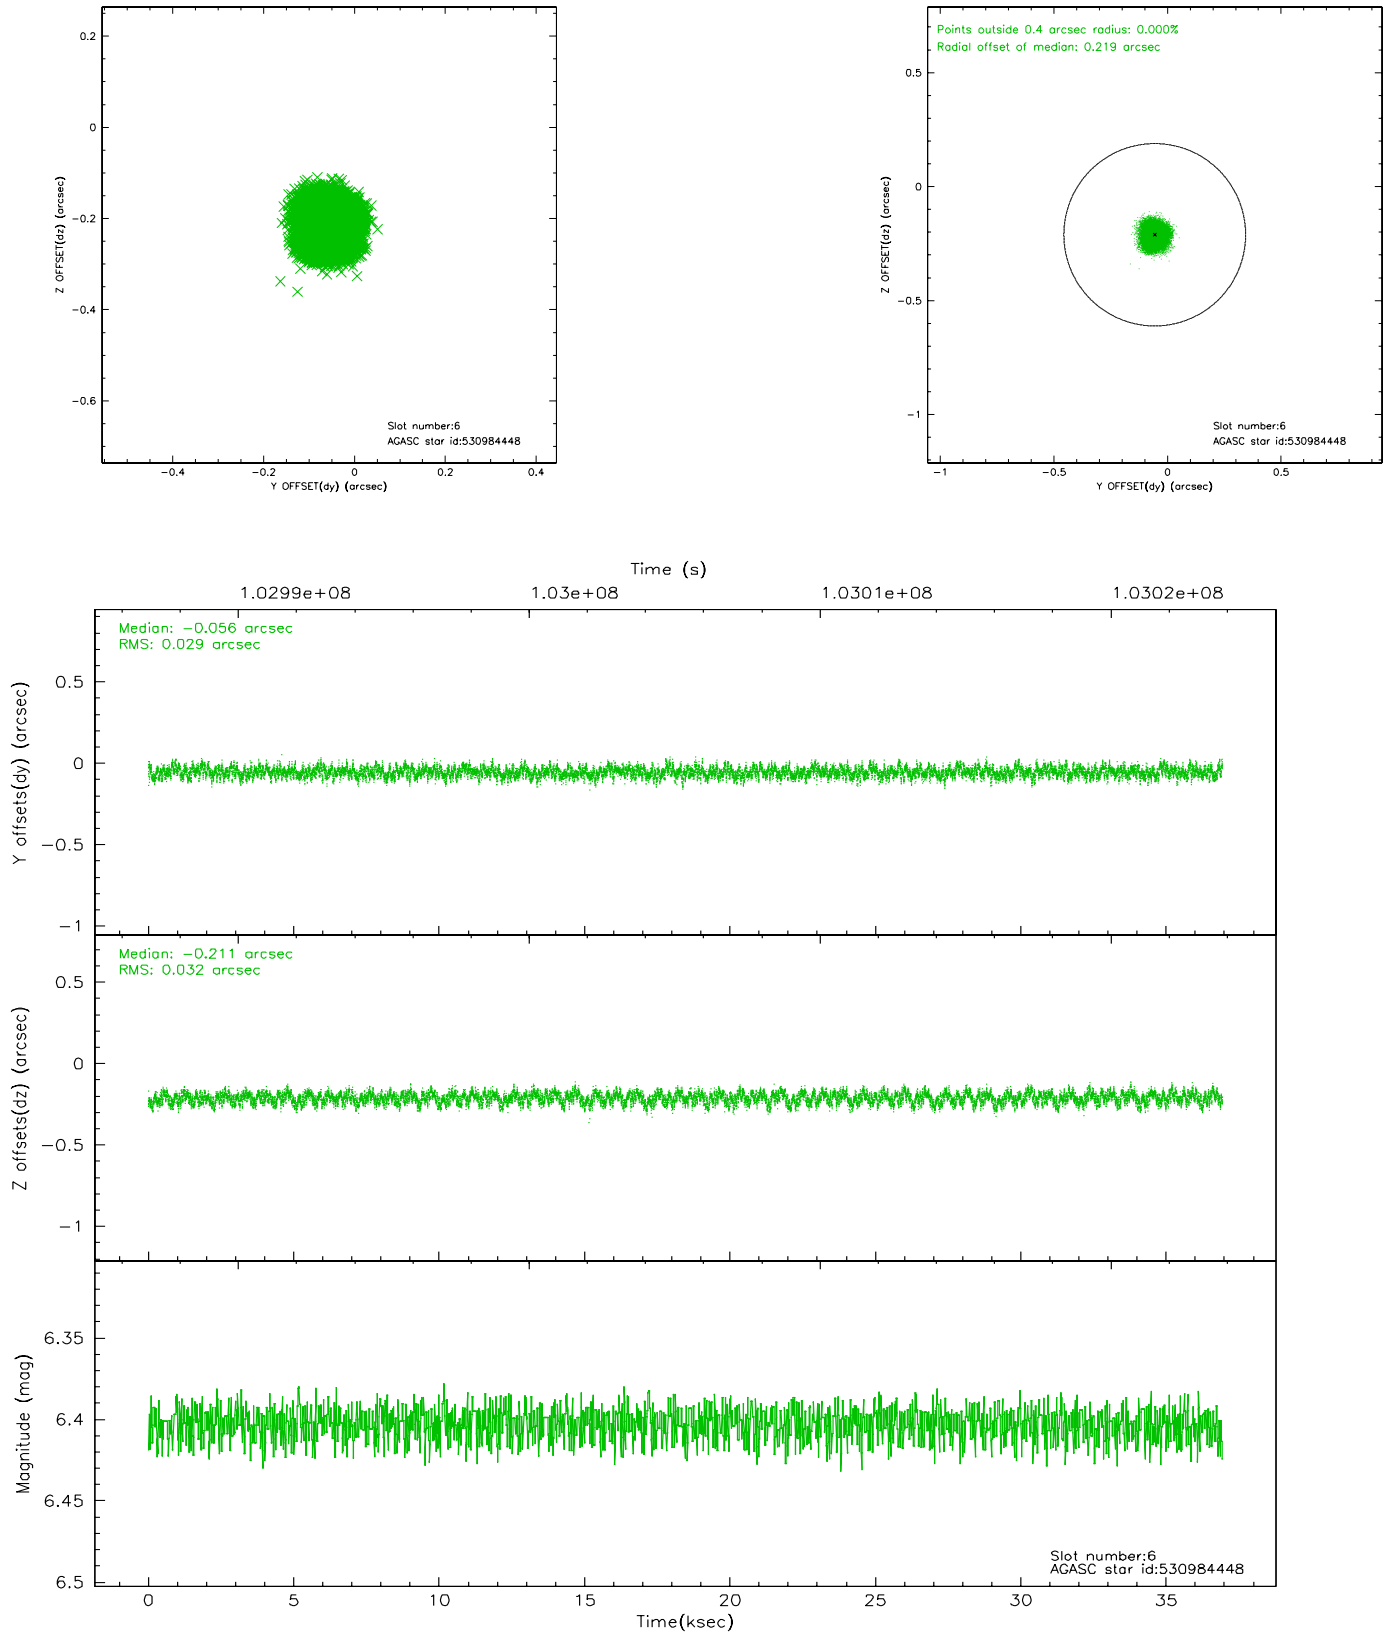 0.2
0
−0.2
−0.4
−0.6
Z OFFSET(dz) (arcsec)
Slot number:6
AGASC star id:530984448
−0.4 −0.2 0 0.2 0.4
Y OFFSET(dy) (arcsec)
Points outside 0.4 arcsec radius: 0.000%
Radial offset of median: 0.219 arcsec
0.5
0
−0.5
−1
Z OFFSET(dz) (arcsec)
Slot number:6
AGASC star id:530984448
−1 −0.5 0 0.5
Y OFFSET(dy) (arcsec)
Time (s)
1.0299e+08 1.03e+08 1.0301e+08 1.0302e+08
Median: −0.056 arcsec
RMS: 0.029 arcsec
0.5
0
−0.5
−1
Y offsets(dy) (arcsec)
Median: −0.211 arcsec
RMS: 0.032 arcsec
0.5
0
−0.5
−1
Z offsets(dz) (arcsec)
6.35
6.4
6.45
6.5
Magnitude (mag)
Slot number:6
AGASC star id:530984448
0 5 10 15 20 25 30 35
Time(ksec)